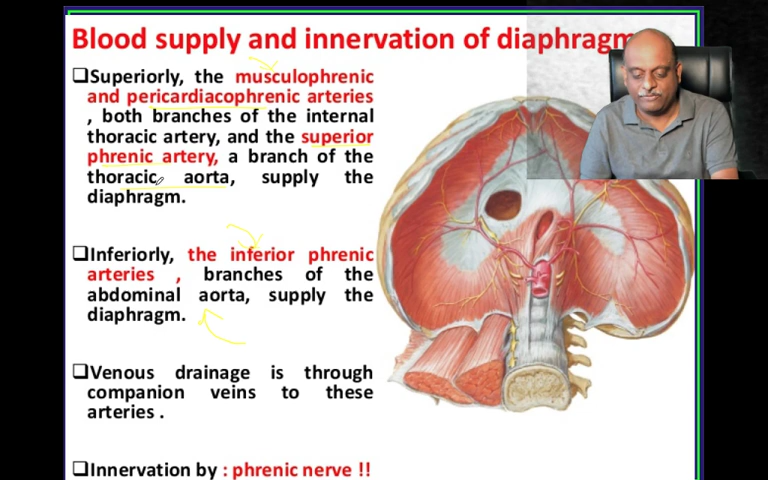 Blood supply and innervation of diaphragm
❑Superiorly, the musculophrenic
and pericardiacophrenic arteries
, both branches of the internal
thoracic artery, and the superior
phrenic artery, a branch of the
thoracic aorta, supply the
diaphragm.
❑Inferiorly, the inferior phrenic
arteries , branches of the
abdominal aorta, supply the
diaphragm.
❑Venous drainage is through
companion veins to these
arteries .
❑Innervation by : phrenic nerve !!